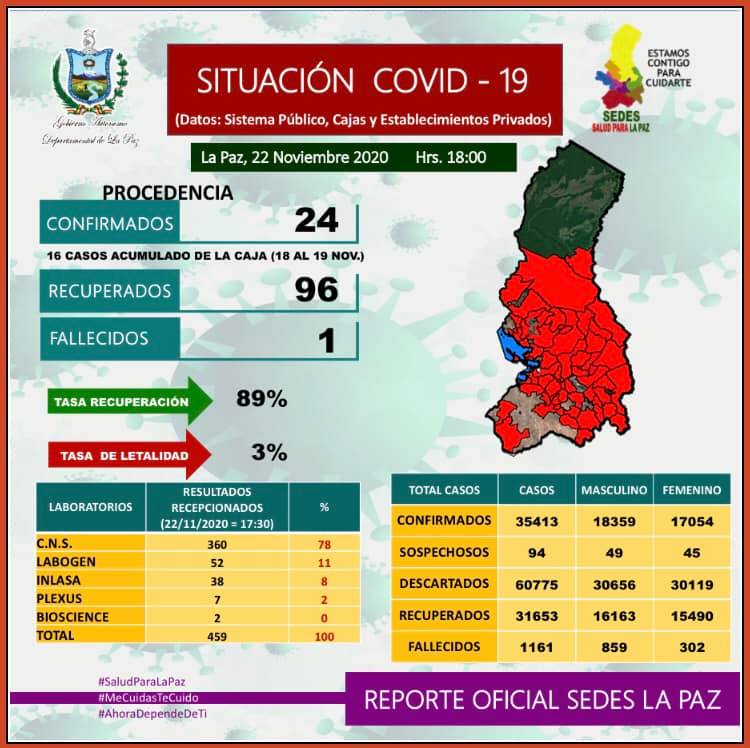 Gobierno Autónomo
Departamental de La Paz
SITUACIÓN COVID - 19
(Datos: Sistema Público, Cajas y Establecimientos Privados)
ESTAMOS
CONTIGO
PARA
CUIDARTE
SEDES
SALUD PARA LA PAZ
La Paz, 22 Noviembre 2020 Hrs. 18:00
PROCEDENCIA
CONFIRMADOS 24
16 CASOS ACUMULADO DE LA CAJA (18 AL 19 NOV.)
RECUPERADOS 96
FALLECIDOS 1
TASA RECUPERACIÓN 89%
TASA DE LETALIDAD 3%
LABORATORIOS RESULTADOS RECEPCIONADOS (22/11/2020 = 17:30) %
C.N.S. 360 78
LABOGEN 52 11
INLASA 38 8
PLEXUS 7 2
BIOSCIENCE 2 0
TOTAL 459 100
TOTAL CASOS CASOS MASCULINO FEMENINO
CONFIRMADOS 35413 18359 17054
SOSPECHOSOS 94 49 45
DESCARTADOS 60775 30656 30119
RECUPERADOS 31653 16163 15490
FALLECIDOS 1161 859 302
#SaludParaLaPaz
#MeCuidasTeCuido
#AhoraDependeDeTi
REPORTE OFICIAL SEDES LA PAZ